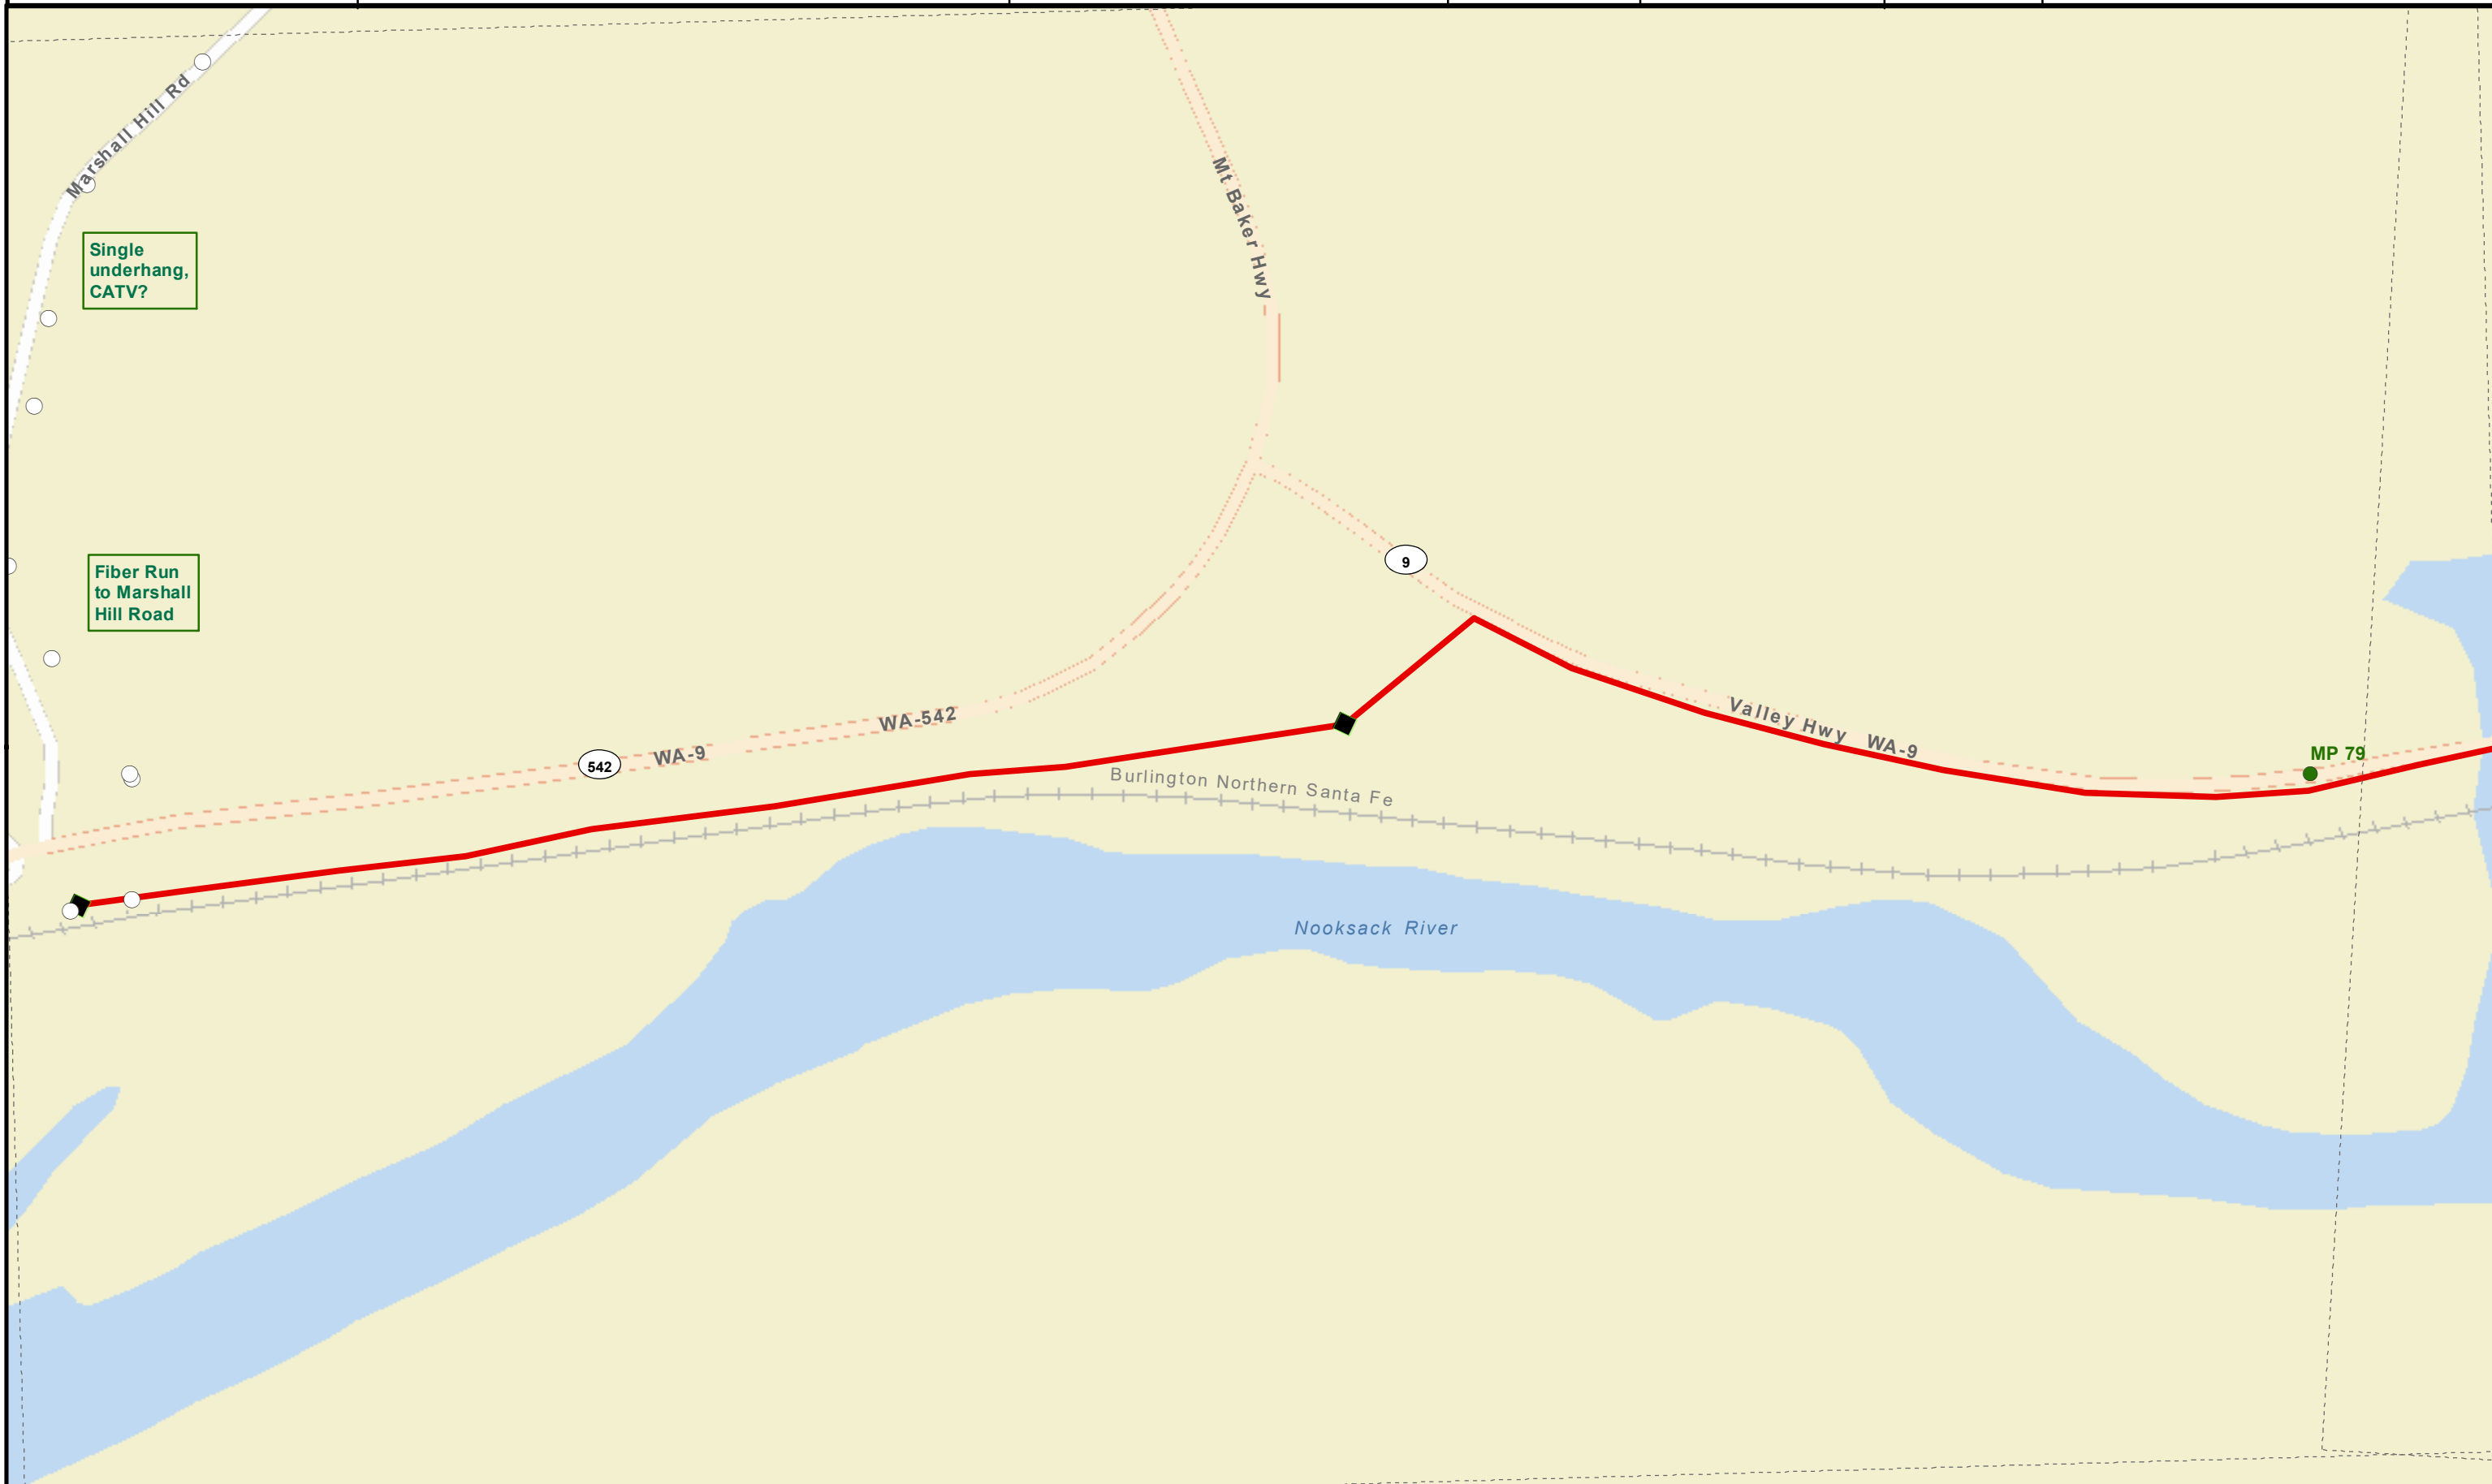 Marshall Hill Rd
Mt Baker Hwy
Single
underhang,
CATV?
9
Fiber Run
to Marshall
Hill Road
WA-542
Valley Hwy WA-9
542
WA-9
MP 79
Burlington Northern Santa Fe
Nooksack River